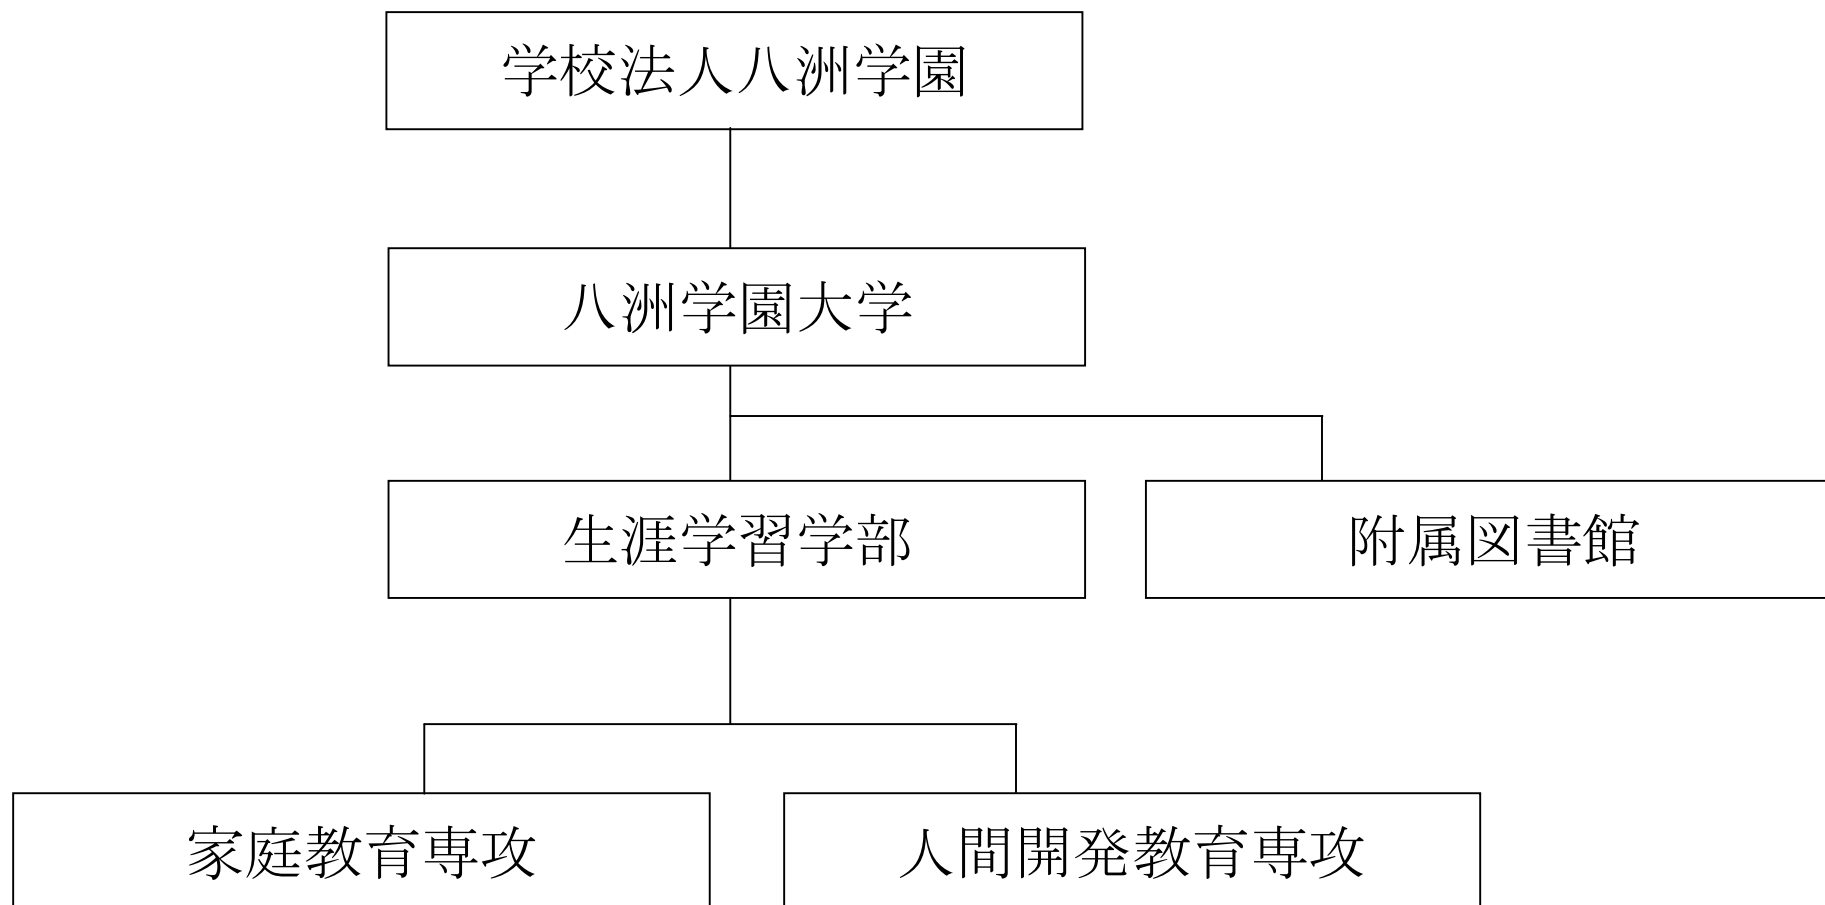 学校法人八洲学園
八洲学園大学
生涯学習学部
附属図書館
家庭教育専攻
人間開発教育専攻